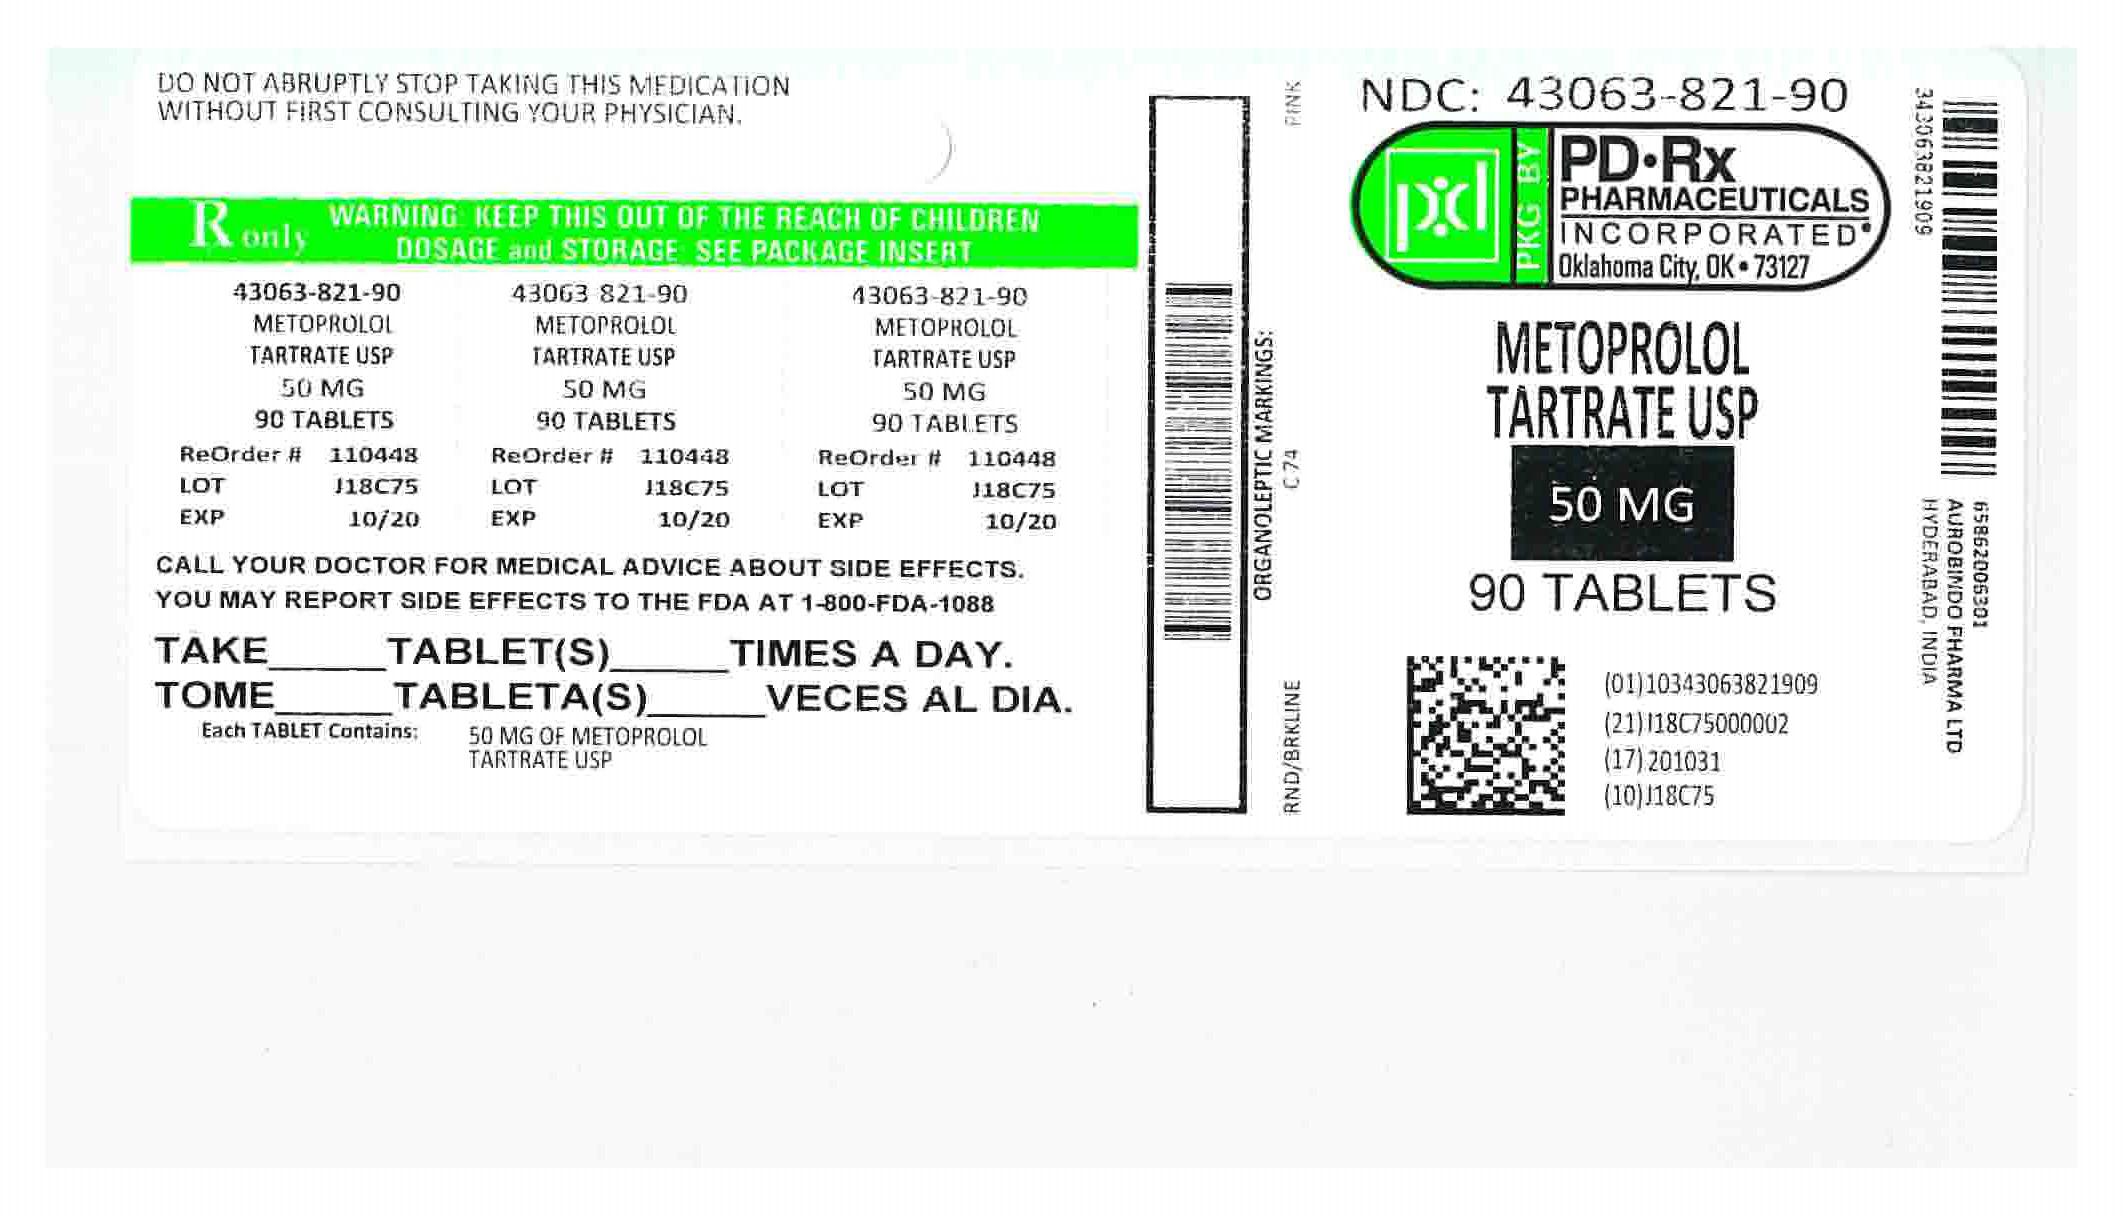 DO NOT ABRUPTLY STOP TAKING THIS MEDICATION
WITHOUT FIRST CONSULTING YOUR PHYSICIAN.
R only
WARNING: KEEP THIS OUT OF THE REACH OF CHILDREN
DOSAGE and STORAGE SEE PACKAGE INSERT
43063-821-90
METOPROLOL
TARTRATE USP
50 MG
90 TABLETS
ReOrder # 110448
LOT J18C75
EXP 10/20
43063-821-90
METOPROLOL
TARTRATE USP
50 MG
90 TABLETS
ReOrder # 110448
LOT J18C75
EXP 10/20
43063-821-90
METOPROLOL
TARTRATE USP
50 MG
90 TABLETS
ReOrder # 110448
LOT J18C75
EXP 10/20
CALL YOUR DOCTOR FOR MEDICAL ADVICE ABOUT SIDE EFFECTS.
YOU MAY REPORT SIDE EFFECTS TO THE FDA AT 1-800-FDA-1088
TAKE_____TABLET(S)_____TIMES A DAY.
TOME_____TABLETA(S)_____VECES AL DIA.
Each TABLET Contains: 50 MG OF METOPROLOL
TARTRATE USP
ORGANOLEPTIC MARKINGS:
RND/BRKLINE C 74 PINK
NDC: 43063-821-90
pd
PKG BY
PD•Rx
PHARMACEUTICALS
INCORPORATED®
Oklahoma City, OK • 73127
METOPROLOL
TARTRATE USP
50 MG
90 TABLETS
(01)10343063821909
(21)J18C75000002
(17)201031
(10)J18C75
343063821909
65862006301
AUROBINDO PHARMA LTD
HYDERABAD, INDIA